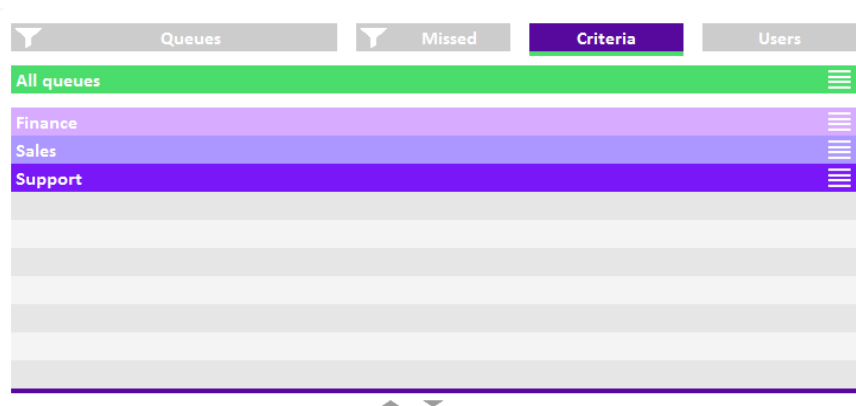 Queues Missed Criteria Users
All queues
Finance
Sales
Support